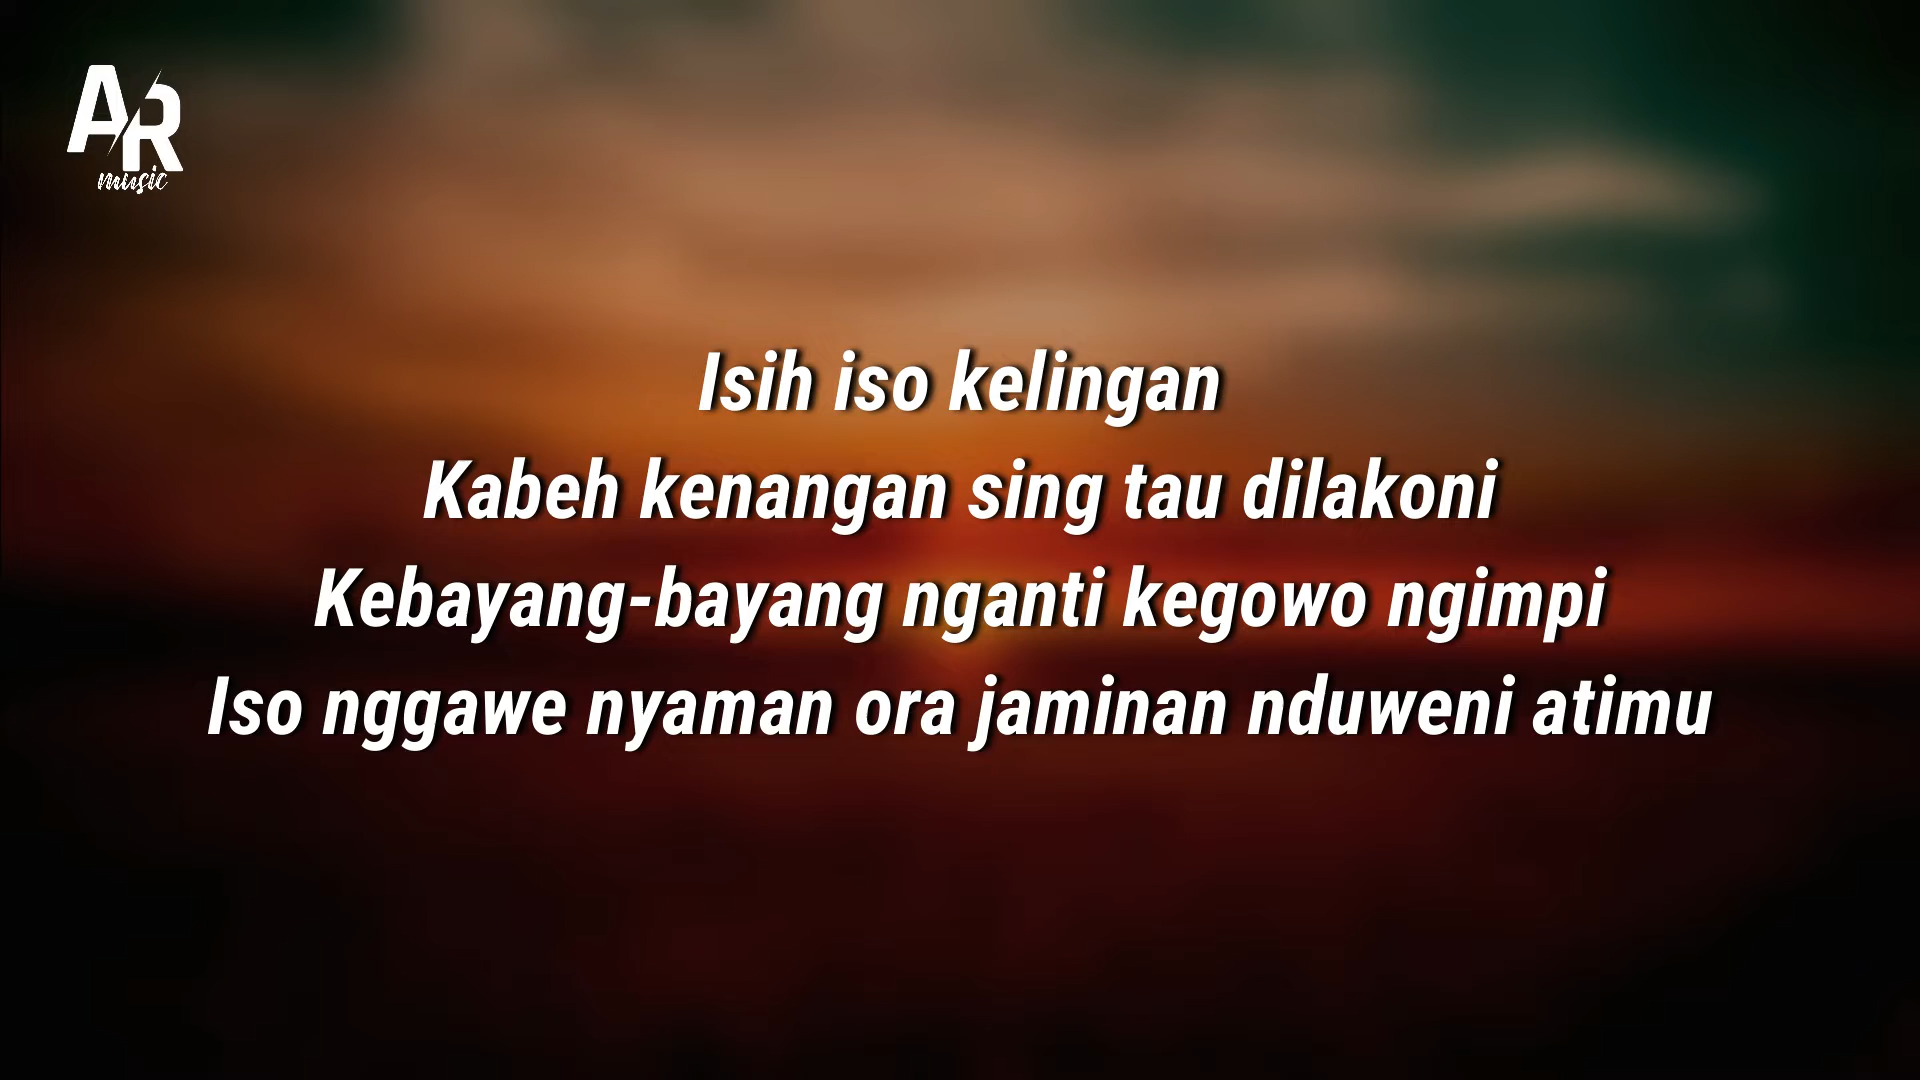 AR
music
Isih iso kelingan
Kabeh kenangan sing tau dilakoni
Kebayang-bayang nganti kegowo ngimpi
Iso nggawe nyaman ora jaminan nduweni atimu